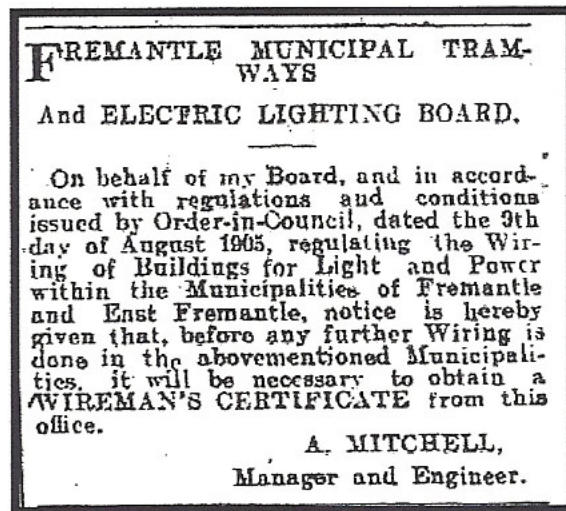 FREMANTLE MUNICIPAL TRAM-
WAYS
And ELECTRIC LIGHTING BOARD.
On behalf of my Board, and in accord-
ance with regulations and conditions
issued by Order-in-Council, dated the 9th
day of August 1905, regulating the Wir-
ing of Buildings for Light and Power
within the Municipalities of Fremantle
and East Fremantle, notice is hereby
given that, before any further Wiring is
done in the abovementioned Municipali-
ties, it will be necessary to obtain a
WIREMAN'S CERTIFICATE from this
office.
A. MITCHELL,
Manager and Engineer.